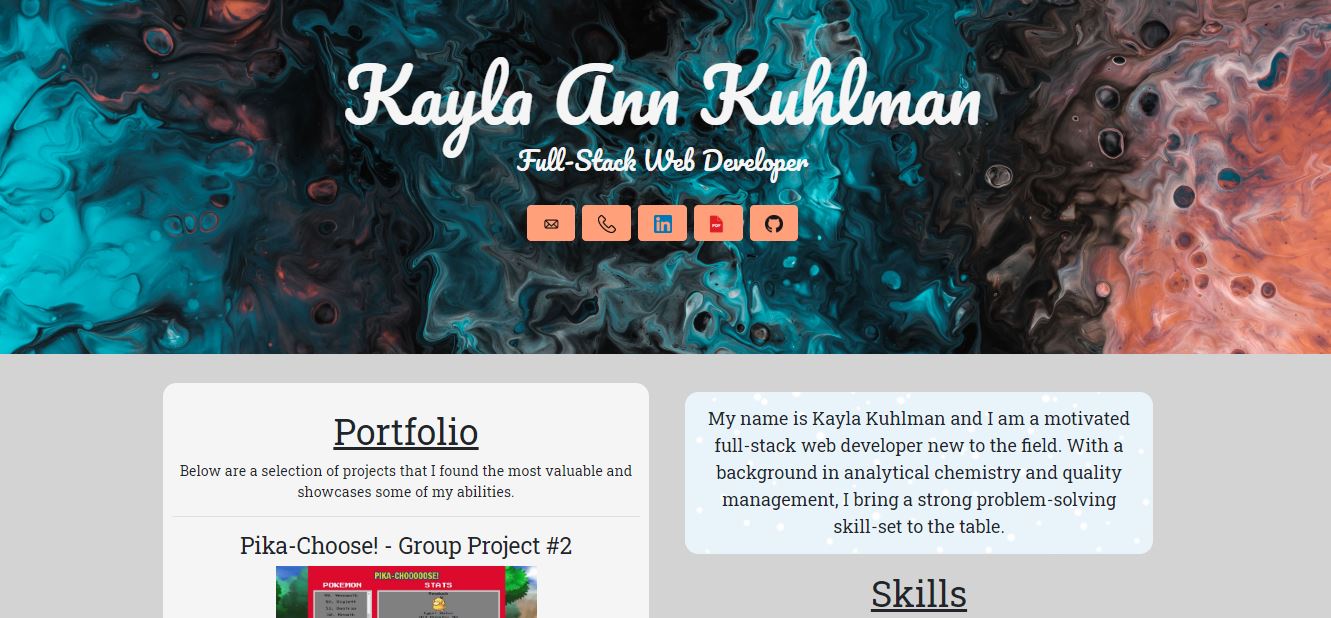 Kayla Ann Kuhlman
Full-Stack Web Developer
PDF
Portfolio
Below are a selection of projects that I found the most valuable and
showcases some of my abilities.
Pika-Choose! - Group Project #2
PIKA-CHOOOOOSE!
POKEMON
STATS
My name is Kayla Kuhlman and I am a motivated
full-stack web developer new to the field. With a
background in analytical chemistry and quality
management, I bring a strong problem-solving
skill-set to the table.
Skills